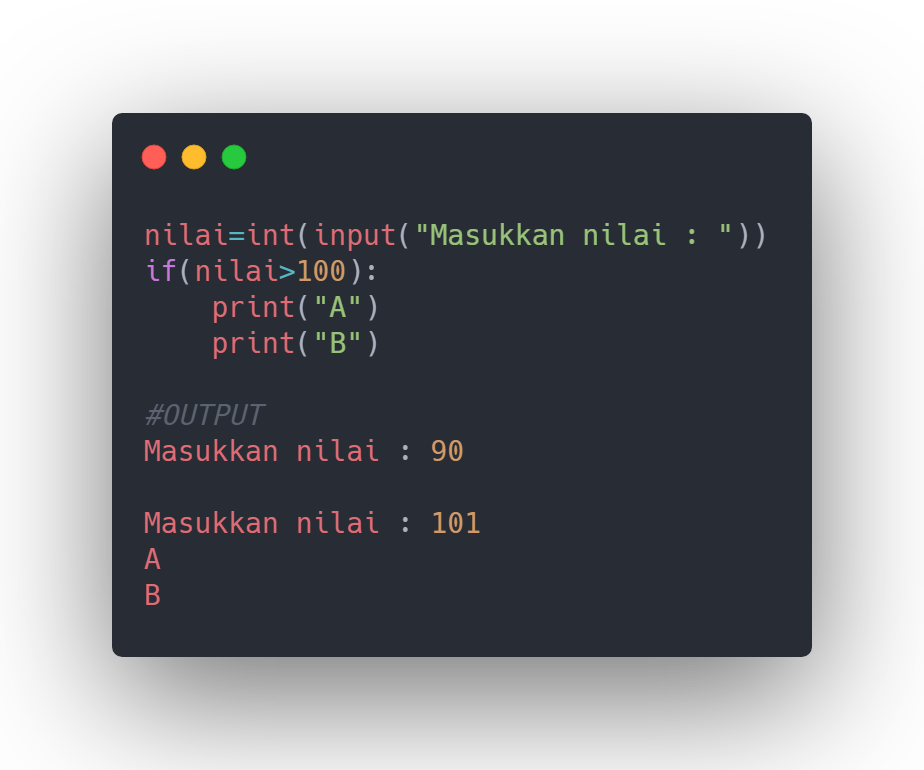 nilai=int(input("Masukkan nilai : "))
if(nilai>100):
    print("A")
    print("B")

#OUTPUT
Masukkan nilai : 90

Masukkan nilai : 101
A
B